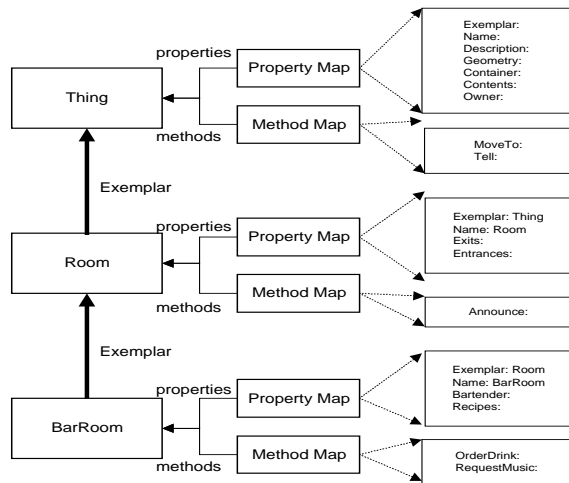 properties
Property Map
Exemplar:
Name:
Description:
Geometry:
Container:
Contents:
Owner:
Thing
methods
Method Map
MoveTo:
Tell:
Exemplar
properties
Property Map
Exemplar: Thing
Name: Room
Exits:
Entrances:
Room
methods
Method Map
Announce:
Exemplar
properties
Property Map
Exemplar: Room
Name: BarRoom
Bartender:
Recipes:
BarRoom
methods
Method Map
OrderDrink:
RequestMusic: